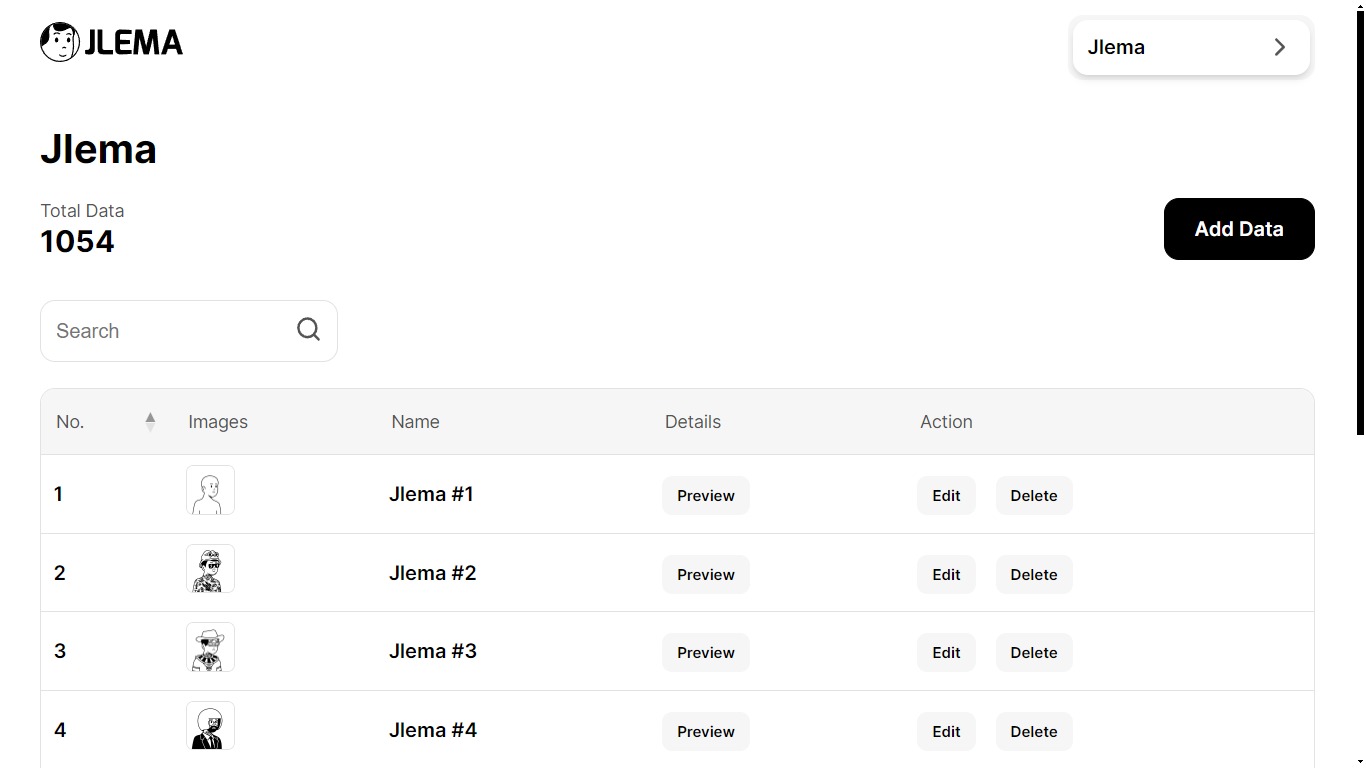 JLEMA
Jlema
Jlema
Total Data
1054
Add Data
Search
No. Images Name Details Action
1 Jlema #1 Preview Edit Delete
2 Jlema #2 Preview Edit Delete
3 Jlema #3 Preview Edit Delete
4 Jlema #4 Preview Edit Delete